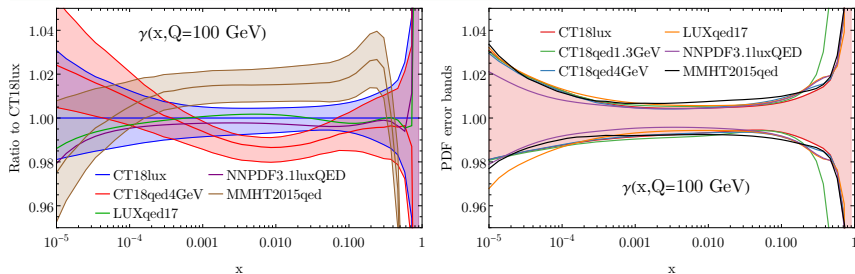 γ(x,Q=100 GeV)
Ratio to CT18lux
1.04
1.02
1.00
0.98
0.96
CT18lux
CT18qed4GeV
LUXqed17
NNPDF3.1luxQED
MMHT2015qed
10⁻⁵ 10⁻⁴ 0.001 0.010 0.100 1
x
PDF error bands
1.04
1.02
1.00
0.98
0.96
CT18lux
CT18qed1.3GeV
CT18qed4GeV
LUXqed17
NNPDF3.1luxQED
MMHT2015qed
γ(x,Q=100 GeV)
10⁻⁵ 10⁻⁴ 0.001 0.010 0.100 1
x